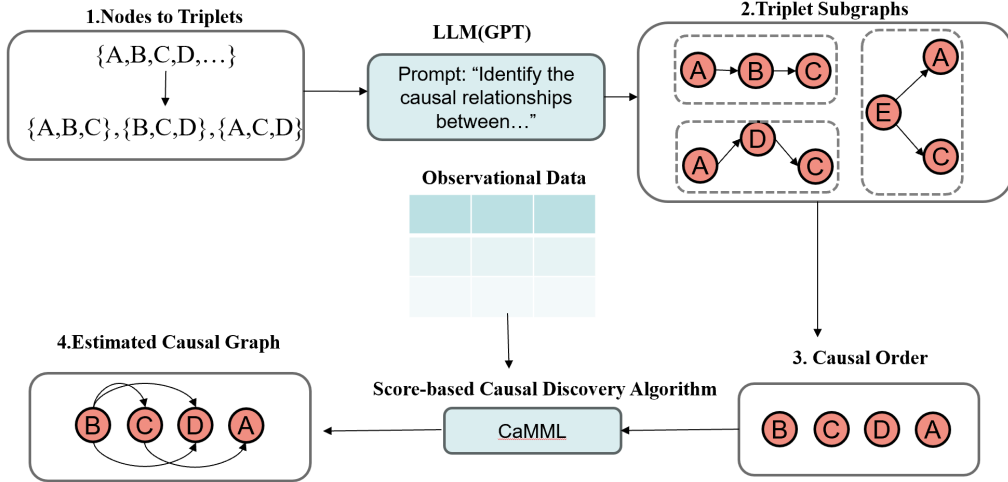 1.Nodes to Triplets
{A,B,C,D,…}
{A,B,C},{B,C,D},{A,C,D}
LLM(GPT)
Prompt: “Identify the
causal relationships
between…”
2.Triplet Subgraphs
A B C
A D C
E A C
Observational Data
3. Causal Order
B C D A
Score-based Causal Discovery Algorithm
CaMML
4.Estimated Causal Graph
B C D A